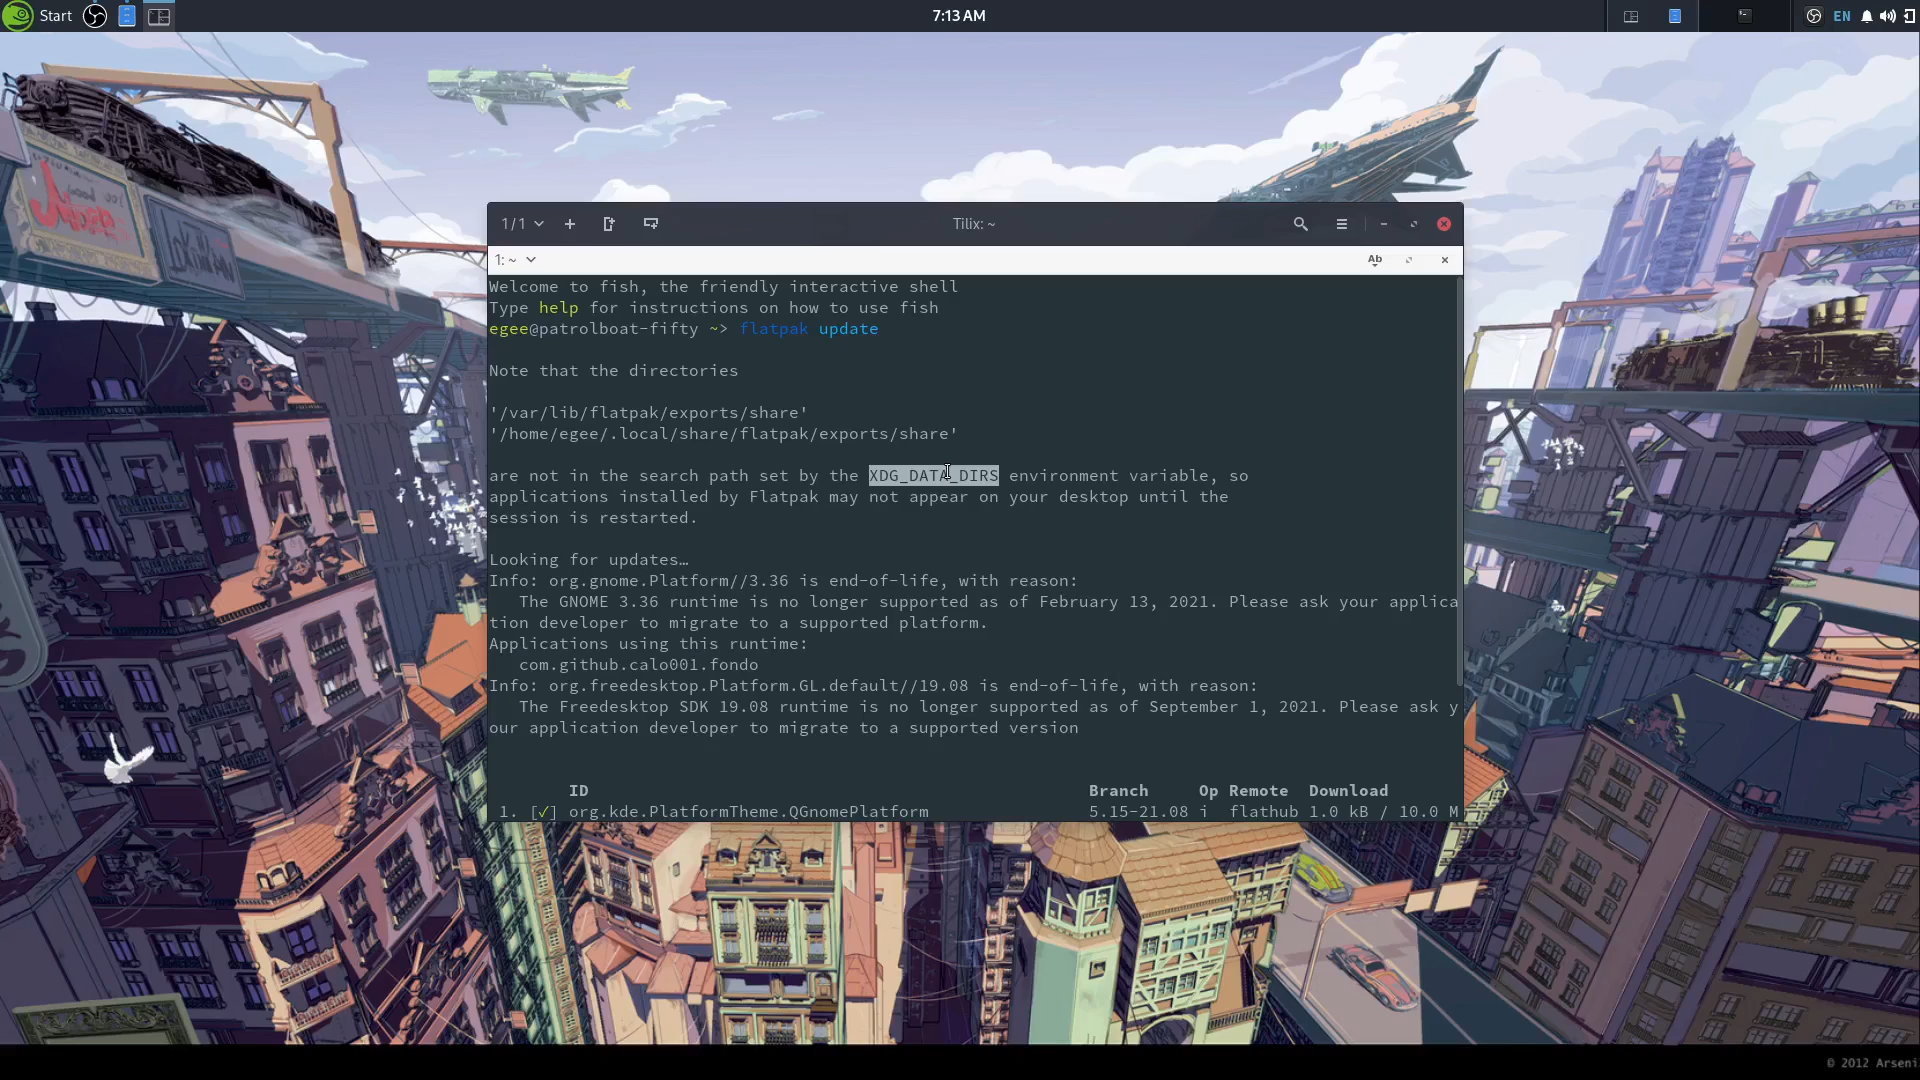 Start
7:13 AM
EN
1 / 1
Tilix: ~
1: ~
Ab
Welcome to fish, the friendly interactive shell
Type help for instructions on how to use fish
egee@patrolboat-fifty ~> flatpak update
Note that the directories
'/var/lib/flatpak/exports/share'
'/home/egee/.local/share/flatpak/exports/share'
are not in the search path set by the XDG_DATA_DIRS environment variable, so
applications installed by Flatpak may not appear on your desktop until the
session is restarted.
Looking for updates…
Info: org.gnome.Platform//3.36 is end-of-life, with reason:
The GNOME 3.36 runtime is no longer supported as of February 13, 2021. Please ask your applica
tion developer to migrate to a supported platform.
Applications using this runtime:
com.github.calo001.fondo
Info: org.freedesktop.Platform.GL.default//19.08 is end-of-life, with reason:
The Freedesktop SDK 19.08 runtime is no longer supported as of September 1, 2021. Please ask y
our application developer to migrate to a supported version
ID Branch Op Remote Download
1. [✓] org.kde.PlatformTheme.QGnomePlatform 5.15-21.08 i flathub 1.0 kB / 10.0 M
© 2012 Arseni